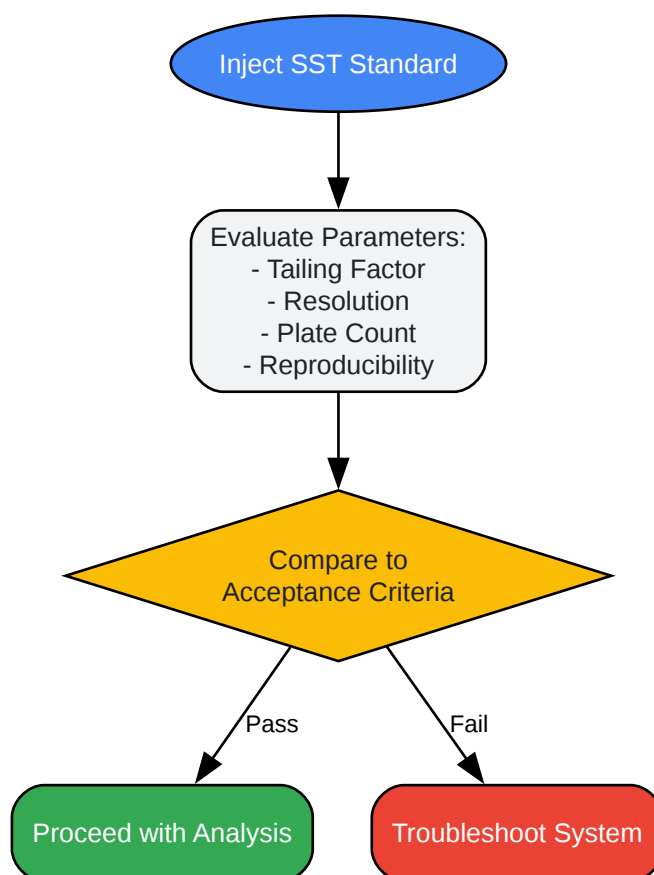 Inject SST Standard
Evaluate Parameters:
- Tailing Factor
- Resolution
- Plate Count
- Reproducibility
Compare to
Acceptance Criteria
Pass
Fail
Proceed with Analysis
Troubleshoot System